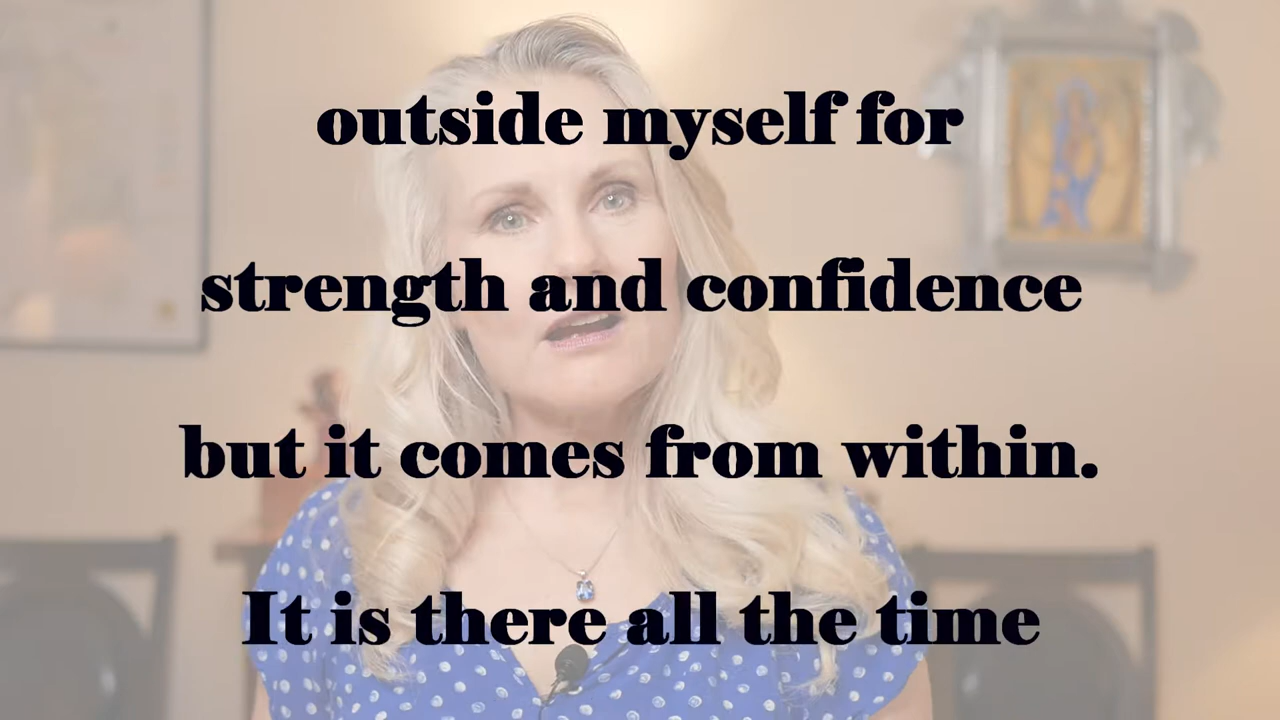 outside myself for
strength and confidence
but it comes from within.
It is there all the time